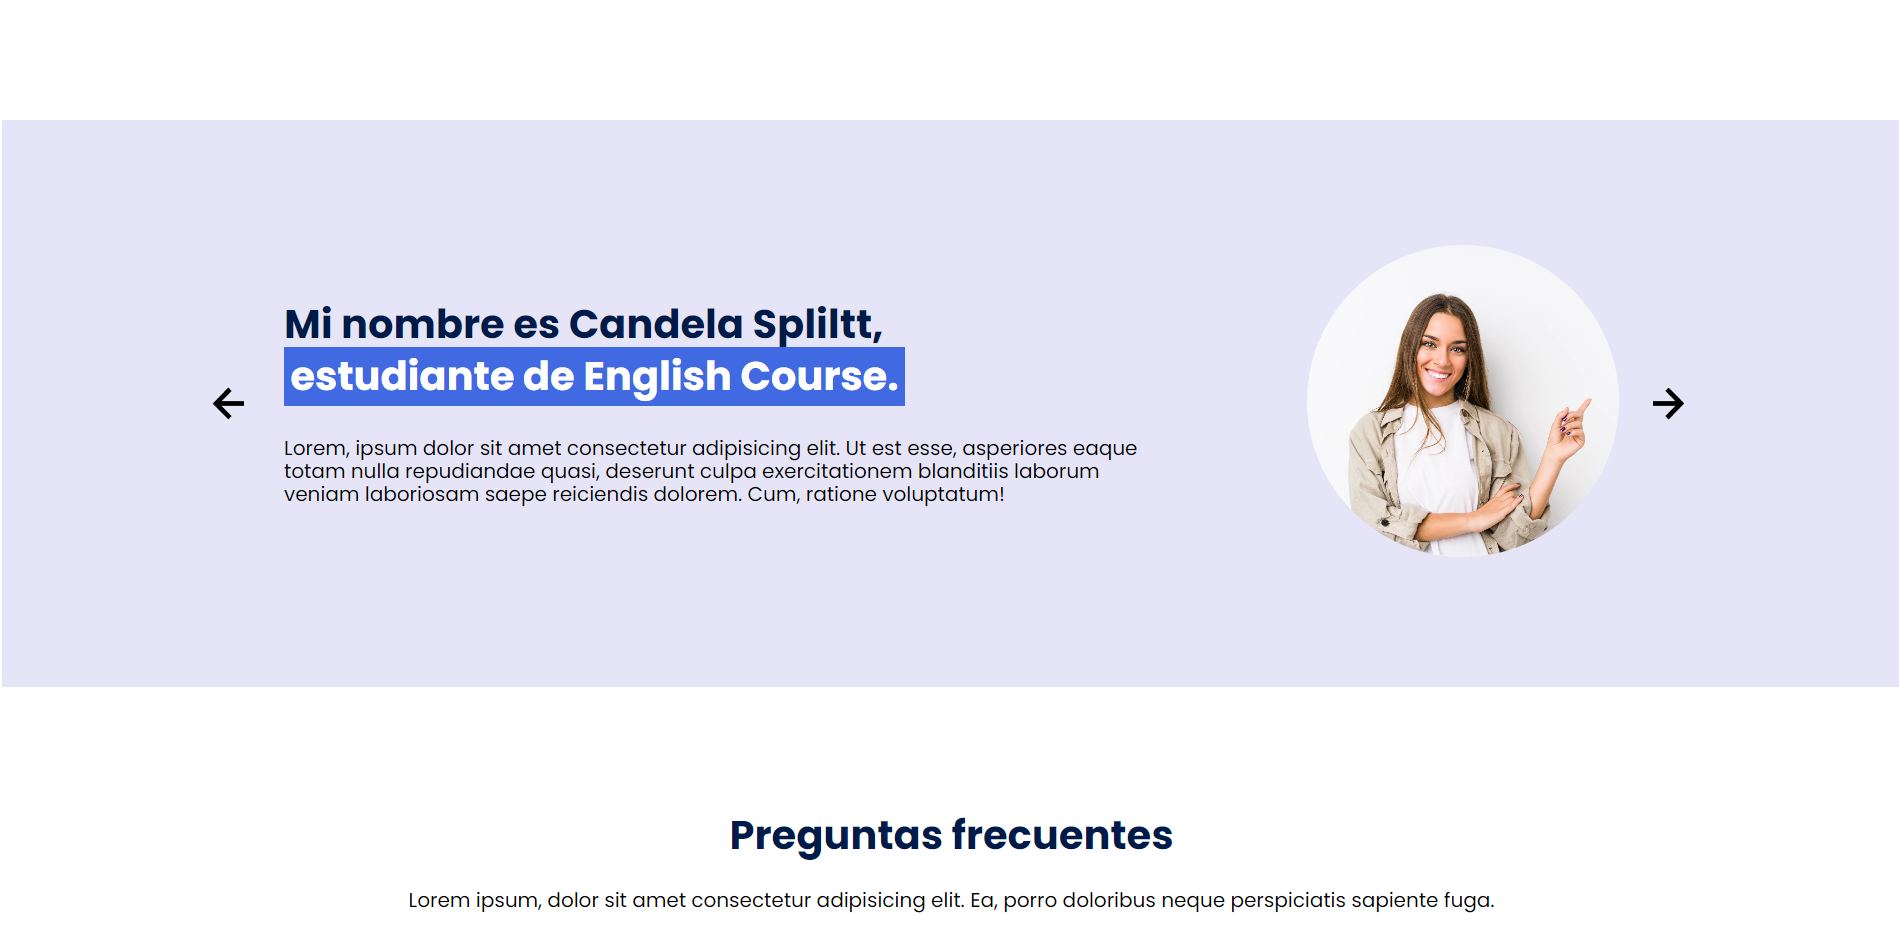 Mi nombre es Candela Spliltt,
estudiante de English Course.
Lorem, ipsum dolor sit amet consectetur adipisicing elit. Ut est esse, asperiores eaque
totam nulla repudiandae quasi, deserunt culpa exercitationem blanditiis laborum
veniam laboriosam saepe reiciendis dolorem. Cum, ratione voluptatum!
Preguntas frecuentes
Lorem ipsum, dolor sit amet consectetur adipisicing elit. Ea, porro doloribus neque perspiciatis sapiente fuga.